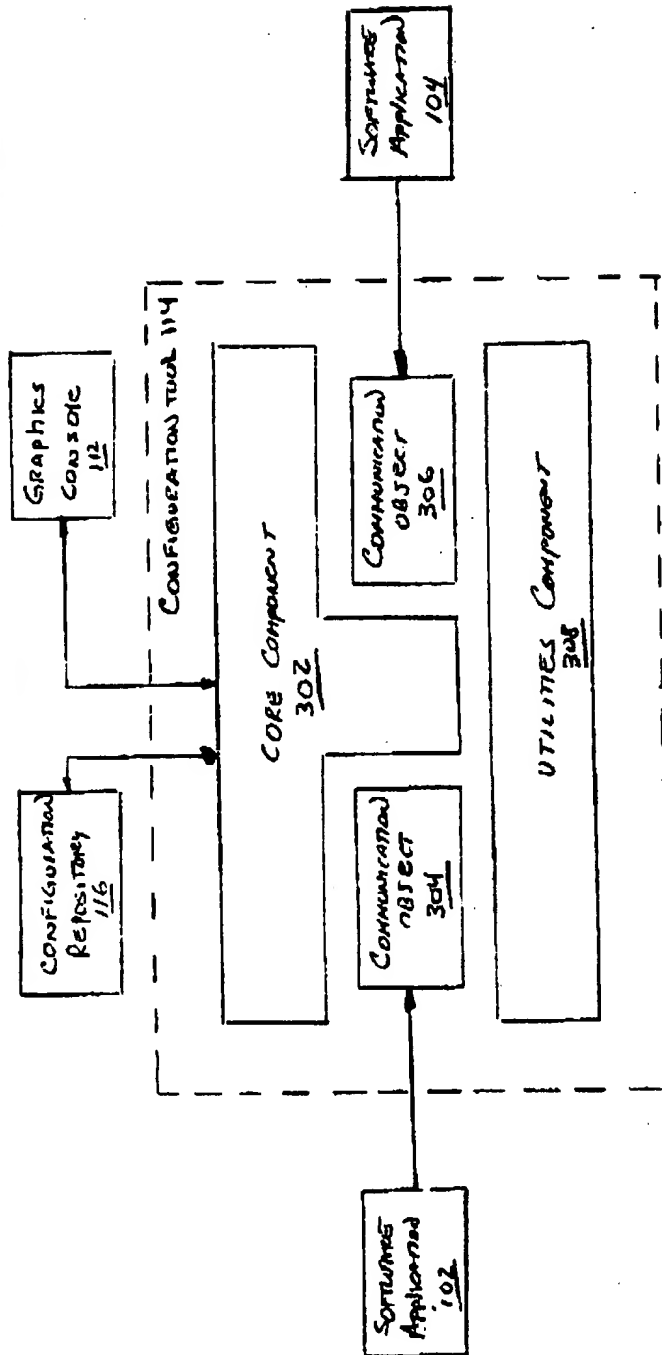 CONFIGURATION
REPOSITORY
116
GRAPHICS
CONSOLE
112
CONFIGURATION TOOL 114
CORE COMPONENT
302
SOFTWARE
APPLICATION
102
COMMUNICATION
OBJECT
304
COMMUNICATION
OBJECT
306
SOFTWARE
APPLICATION
104
UTILITIES COMPONENT
308